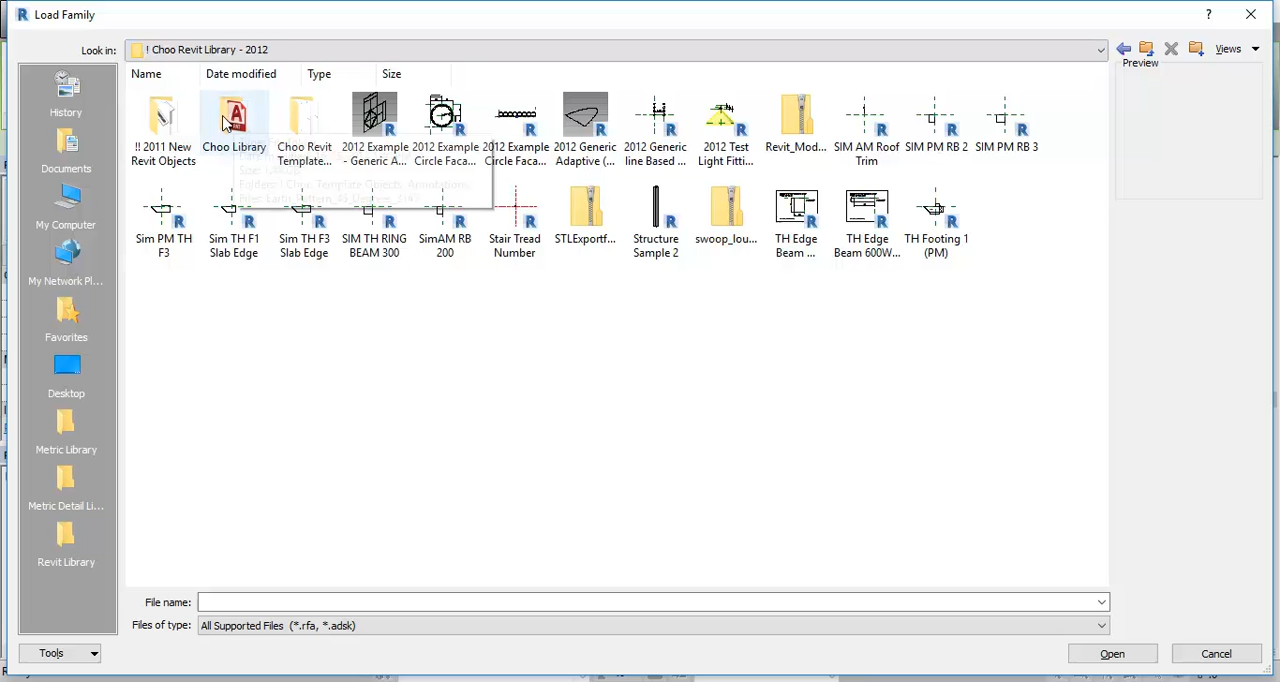 Load Family
?
Look in:
! Choo Revit Library - 2012
Views
Preview
Name
Date modified
Type
Size
!! 2011 New
Revit Objects
Choo Library
Choo Revit
Template...
2012 Example
- Generic A...
2012 Example
Circle Faca...
2012 Example
Circle Faca...
2012 Generic
Adaptive (...
2012 Generic
line Based ...
2012 Test
Light Fitti...
Revit_Mod...
SIM AM Roof
Trim
SIM PM RB 2
SIM PM RB 3
Sim PM TH
F3
Sim TH F1
Slab Edge
Sim TH F3
Slab Edge
SIM TH RING
BEAM 300
SimAM RB
200
Stair Tread
Number
STLExportf...
Structure
Sample 2
swoop_lou...
TH Edge
Beam ...
TH Edge
Beam 600W...
TH Footing 1
(PM)
History
Documents
My Computer
My Network Pl...
Favorites
Desktop
Metric Library
Metric Detail Li...
Revit Library
File name:
Files of type:
All Supported Files (*.rfa, *.adsk)
Tools
Open
Cancel